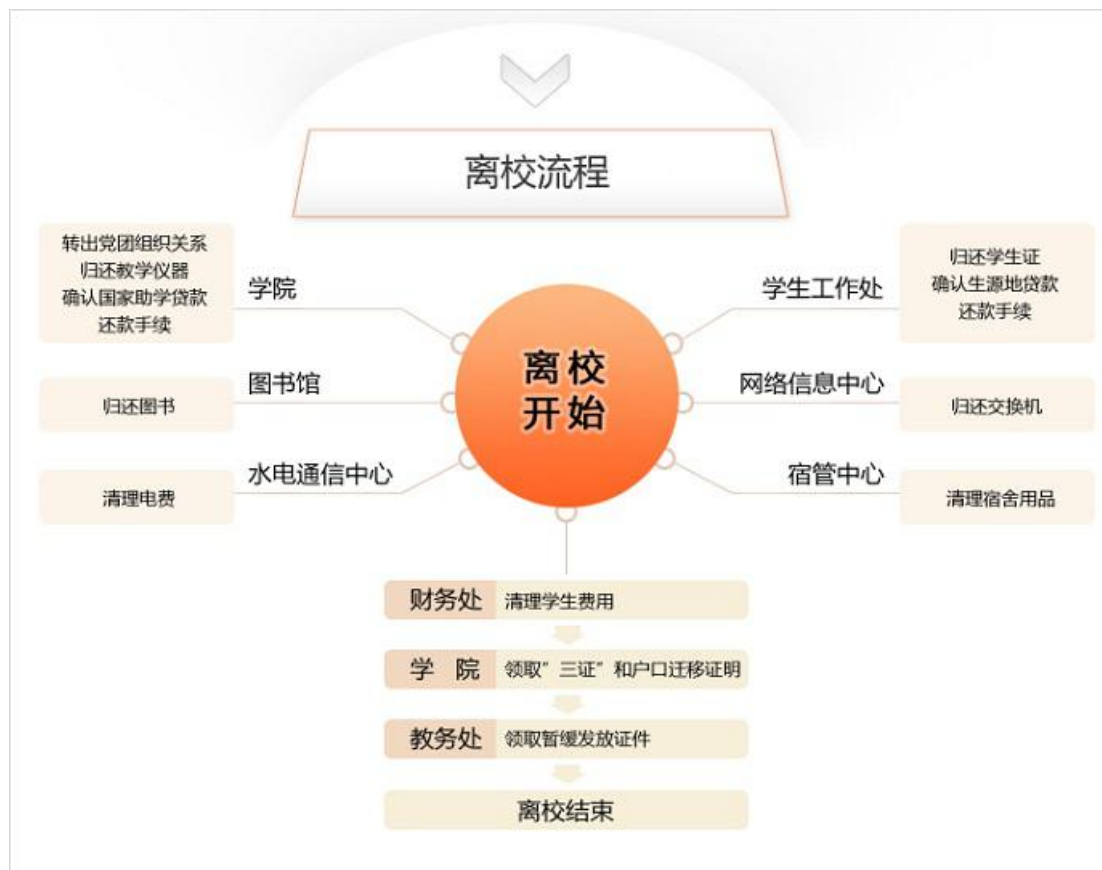 离校流程
转出党团组织关系
归还教学仪器
确认国家助学贷款
还款手续
学院
图书馆
归还图书
水电通信中心
清理电费
离校
开始
学生工作处
归还学生证
确认生源地贷款
还款手续
网络信息中心
归还交换机
宿管中心
清理宿舍用品
财务处 清理学生费用
学 院 领取”三证”和户口迁移证明
教务处 领取暂缓发放证件
离校结束